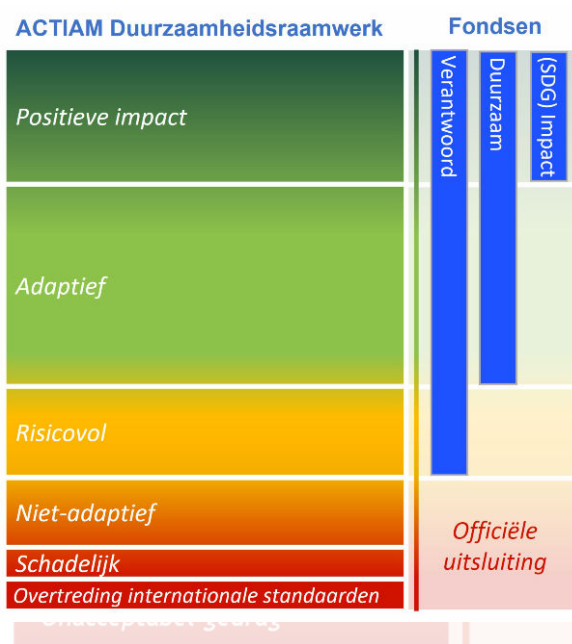 ACTIAM Duurzaamheidsraamwerk
Fondsen
Positieve impact
Adaptief
Risicovol
Niet-adaptief
Schadelijk
Overtreding internationale standaarden
Verantwoord
Duurzaam
(SDG) Impact
Officiële
uitsluiting